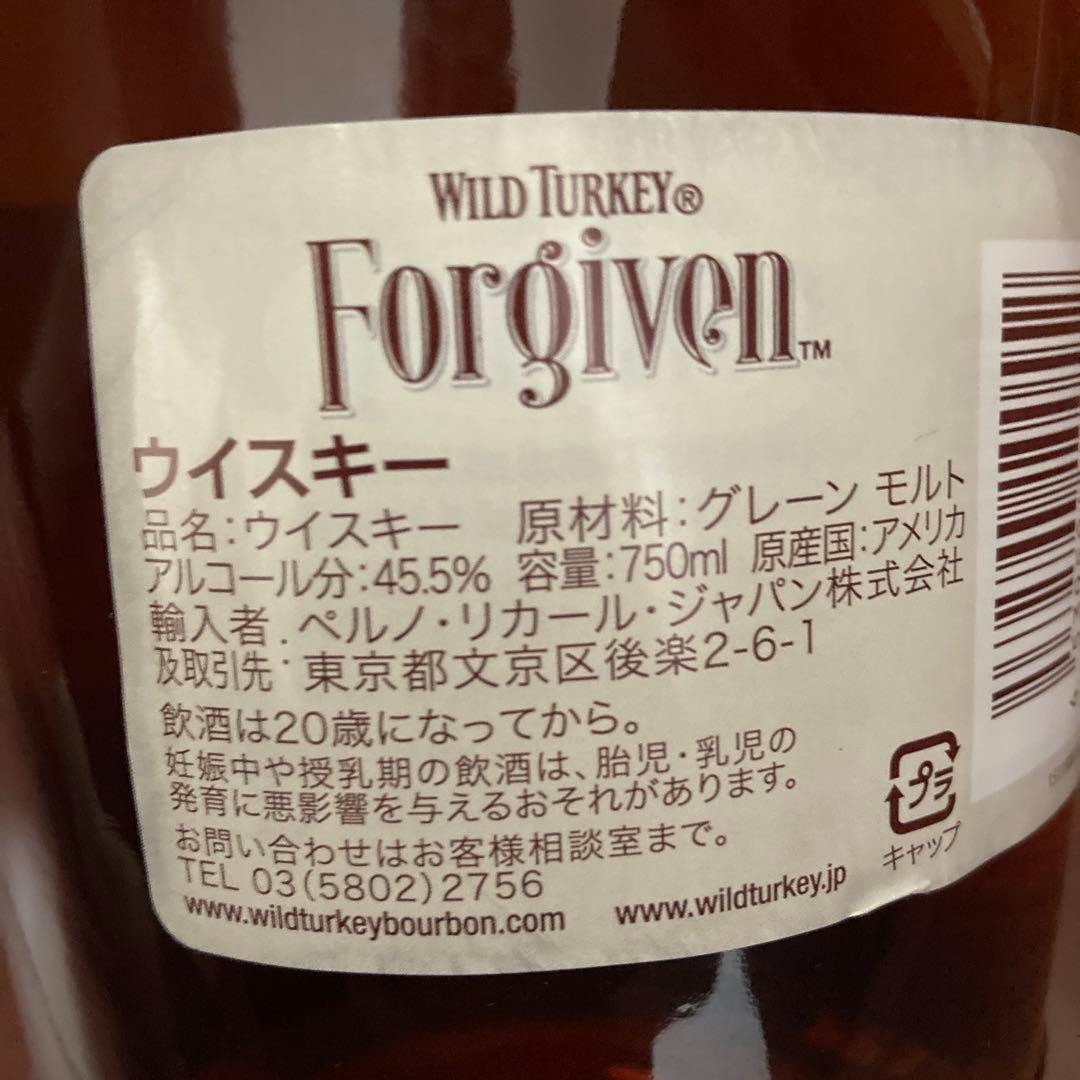 WILD TURKEY®
Forgiven™
ウイスキー
品名:ウイスキー 原材料:グレーン モルト
アルコール分:45.5% 容量:750ml 原産国:アメリカ
輸入者 ペルノ・リカール・ジャパン株式会社
及取引先: 東京都文京区後楽2-6-1
飲酒は20歳になってから。
妊娠中や授乳期の飲酒は、胎児・乳児の
発育に悪影響を与えるおそれがあります。
お問い合わせはお客様相談室まで。
TEL 03(5802)2756
www.wildturkeybourbon.com www.wildturkey.jp
プラ
キャップ